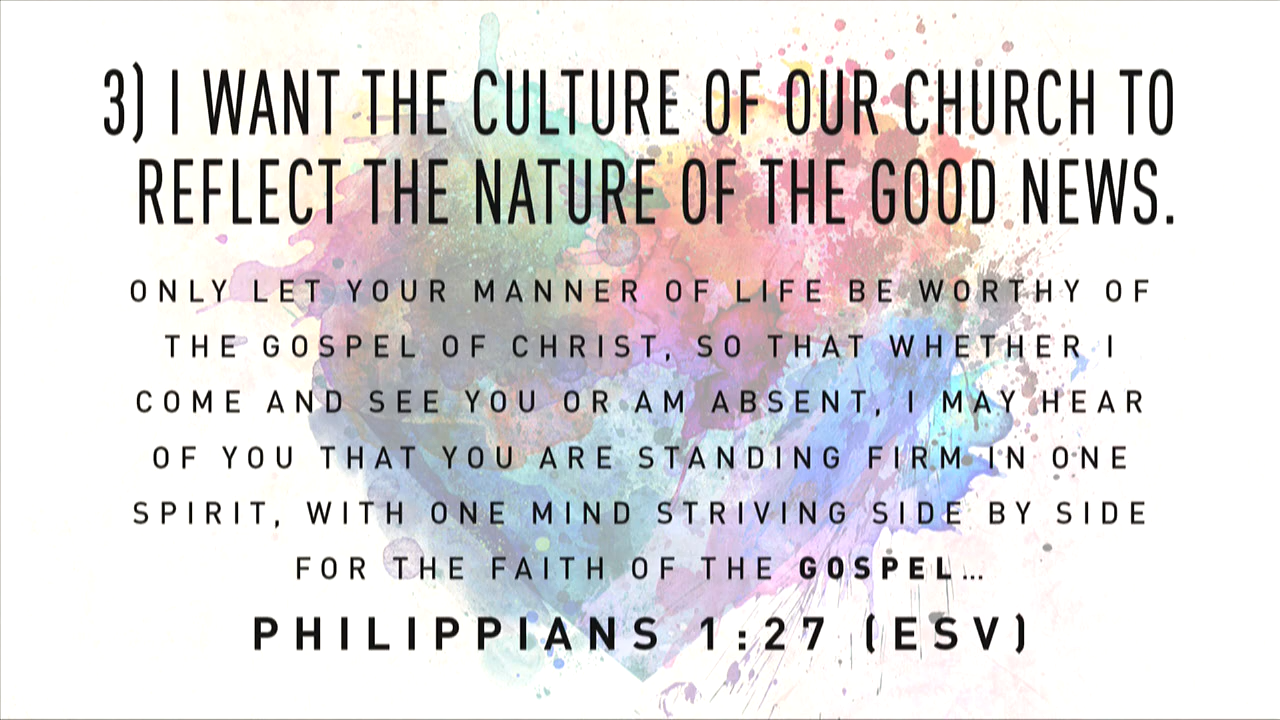 3) I WANT THE CULTURE OF OUR CHURCH TO
REFLECT THE NATURE OF THE GOOD NEWS.
ONLY LET YOUR MANNER OF LIFE BE WORTHY OF
THE GOSPEL OF CHRIST, SO THAT WHETHER I
COME AND SEE YOU OR AM ABSENT, I MAY HEAR
OF YOU THAT YOU ARE STANDING FIRM IN ONE
SPIRIT, WITH ONE MIND STRIVING SIDE BY SIDE
FOR THE FAITH OF THE GOSPEL…
PHILIPPIANS 1:27 (ESV)